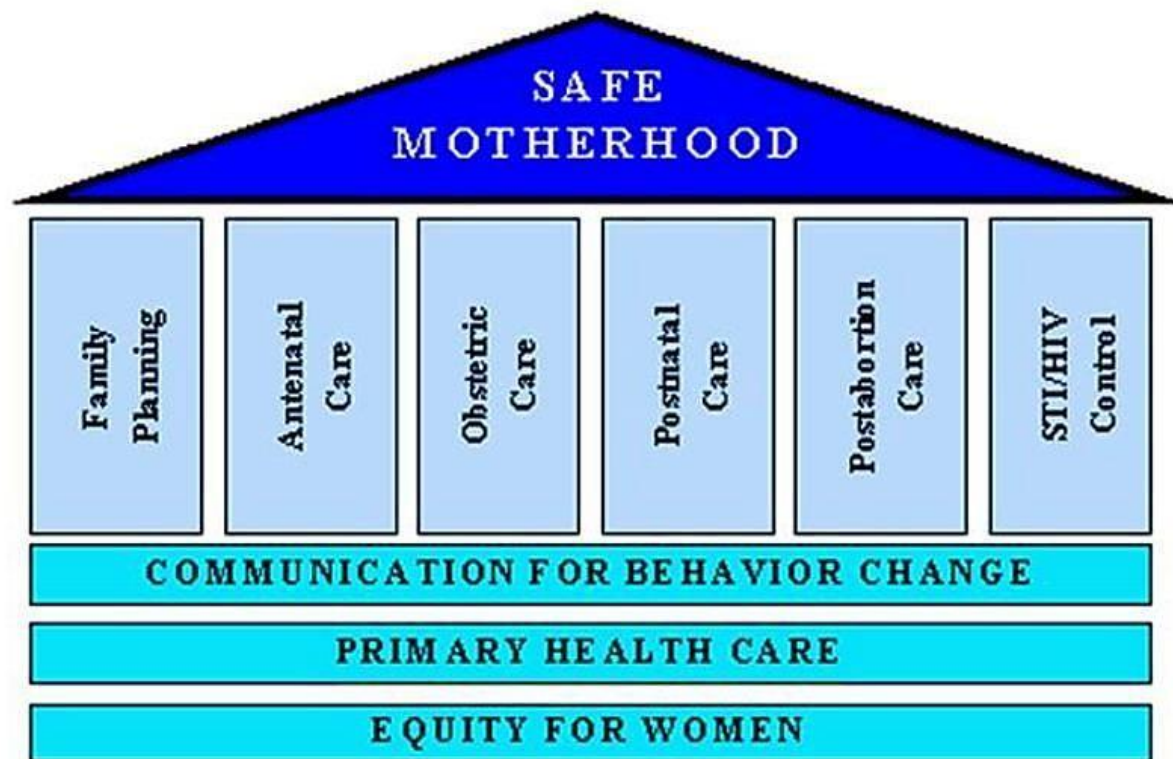 SAFE
MOTHERHOOD
Family
Planning
Antenatal
Care
Obstetric
Care
Postnatal
Care
Postabortion
Care
STI/HIV
Control
COMMUNICATION FOR BEHAVIOR CHANGE
PRIMARY HEALTH CARE
EQUITY FOR WOMEN